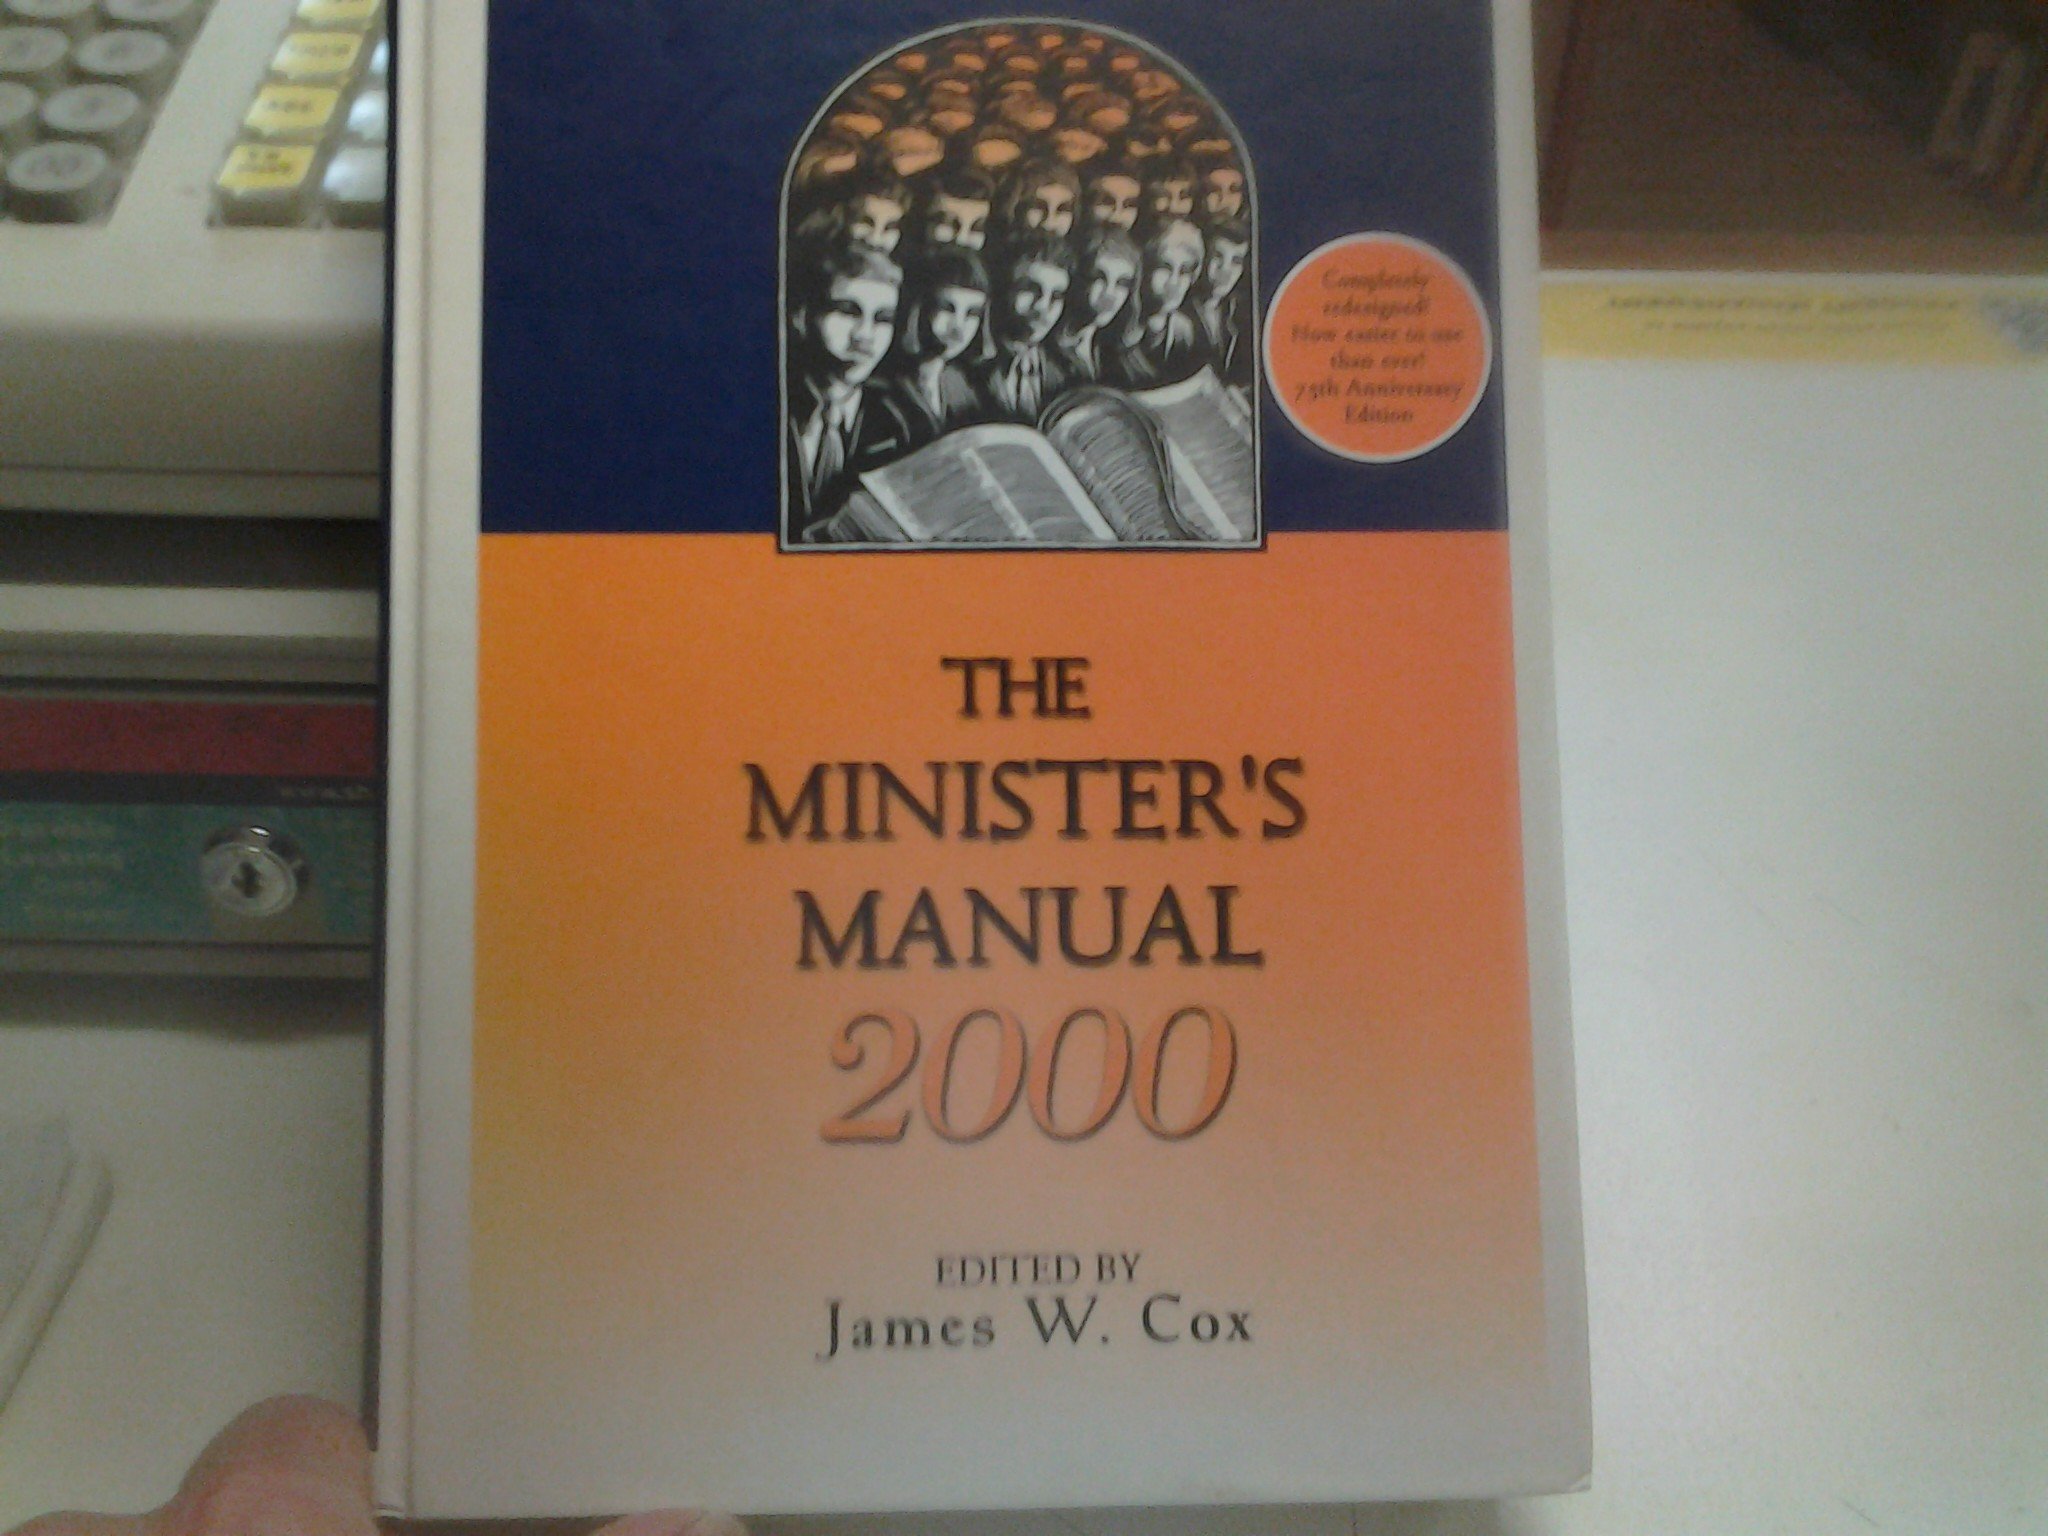 Completely
redesigned!
Now easier to use
than ever!
75th Anniversary
Edition
THE
MINISTER'S
MANUAL
2000
EDITED BY
James W. Cox